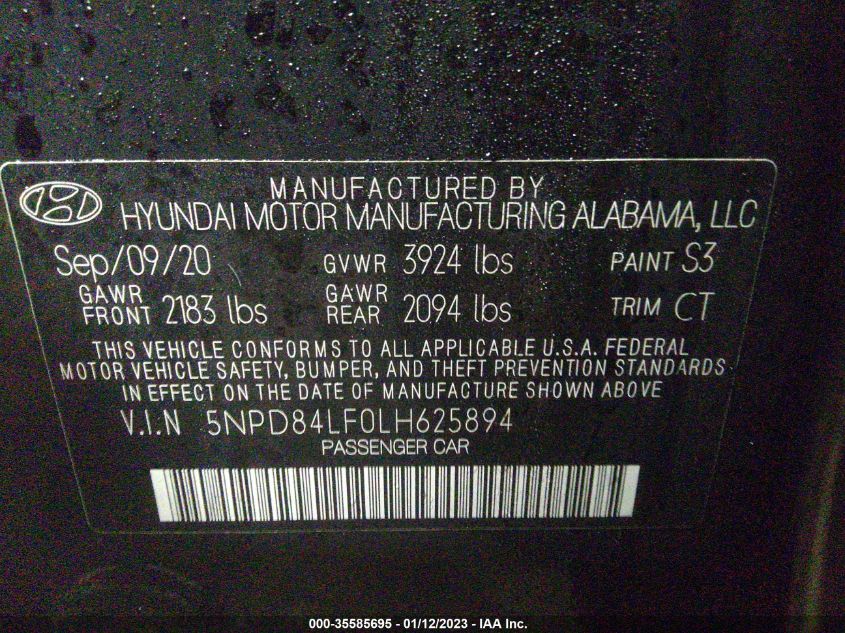 MANUFACTURED BY
HYUNDAI MOTOR MANUFACTURING ALABAMA, LLC
Sep/09/20 GVWR 3924 lbs PAINT S3
GAWR FRONT 2183 lbs GAWR REAR 2094 lbs TRIM CT
THIS VEHICLE CONFORMS TO ALL APPLICABLE U.S.A. FEDERAL
MOTOR VEHICLE SAFETY, BUMPER, AND THEFT PREVENTION STANDARDS
IN EFFECT ON THE DATE OF MANUFACTURE SHOWN ABOVE
V.I.N 5NPD84LF0LH625894
PASSENGER CAR
000-35585695 - 01/12/2023 - IAA Inc.